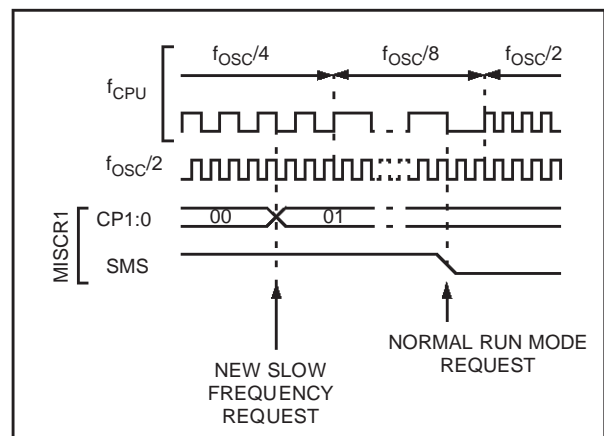 fOSC/4 fOSC/8 fOSC/2
fCPU
fOSC/2
MISCR1
CP1:0 00 01
SMS
NEW SLOW
FREQUENCY
REQUEST
NORMAL RUN MODE
REQUEST